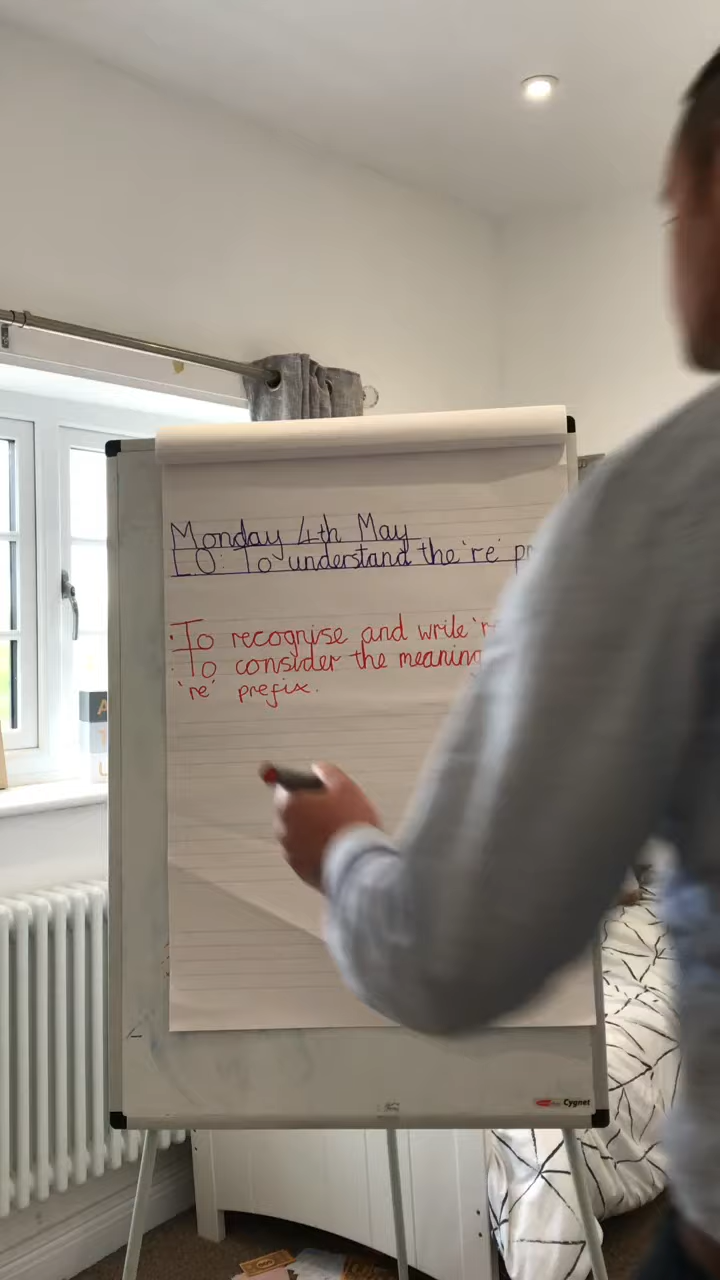 Monday 4th May
LO: To understand the 're' pr
· To recognise and write 'r
· To consider the meaning
're' prefix.
Cygnet